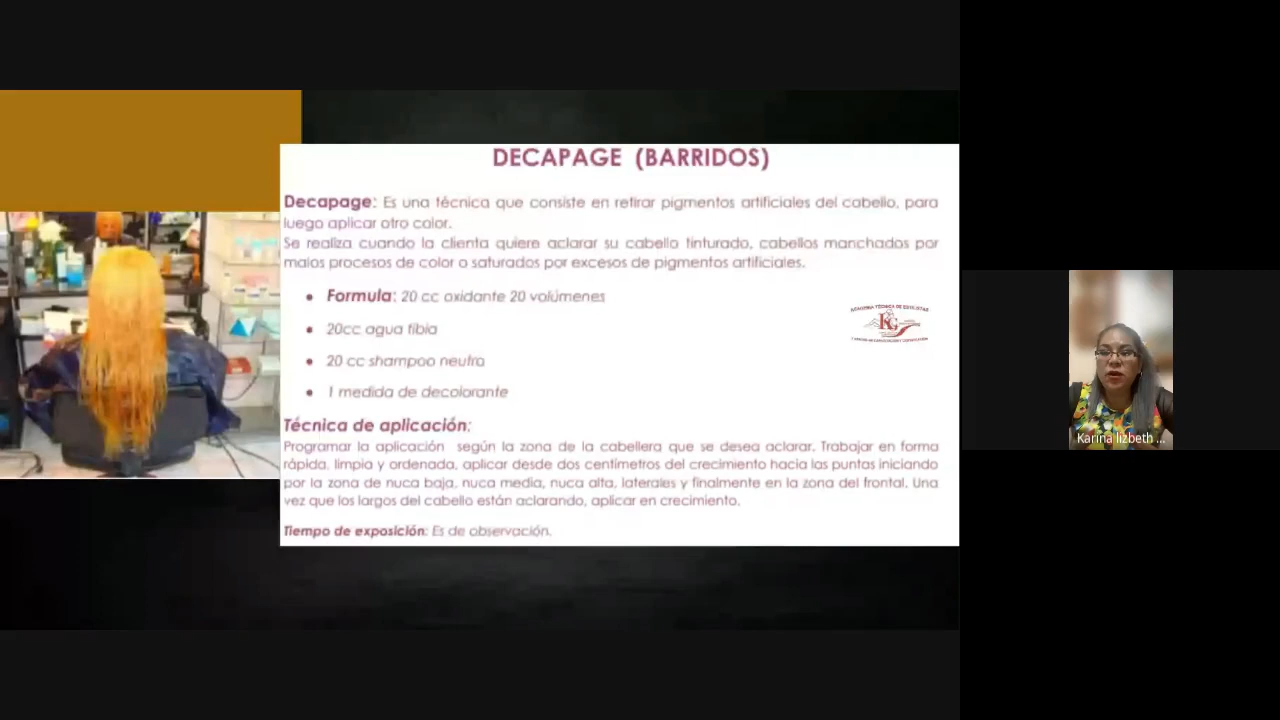 DECAPAGE (BARRIDOS)
Decapage: Es una técnica que consiste en retirar pigmentos artificiales del cabello, para
luego aplicar otro color.
Se realiza cuando la clienta quiere aclarar su cabello tinturado, cabellos manchados por
malos procesos de color o saturados por excesos de pigmentos artificiales.
• Formula: 20 cc oxidante 20 volúmenes
• 20cc agua tibia
• 20 cc shampoo neutro
• 1 medida de decolorante
ACADEMIA TÉCNICA DE ESTILISTAS
KG
Técnica de aplicación:
Programar la aplicación según la zona de la cabellera que se desea aclarar. Trabajar en forma
rápida, limpia y ordenada, aplicar desde dos centímetros del crecimiento hacia las puntas iniciando
por la zona de nuca baja, nuca media, nuca alta, laterales y finalmente en la zona del frontal. Una
vez que los largos del cabello están aclarando, aplicar en crecimiento.
Tiempo de exposición: Es de observación.
Karina lizbeth ...